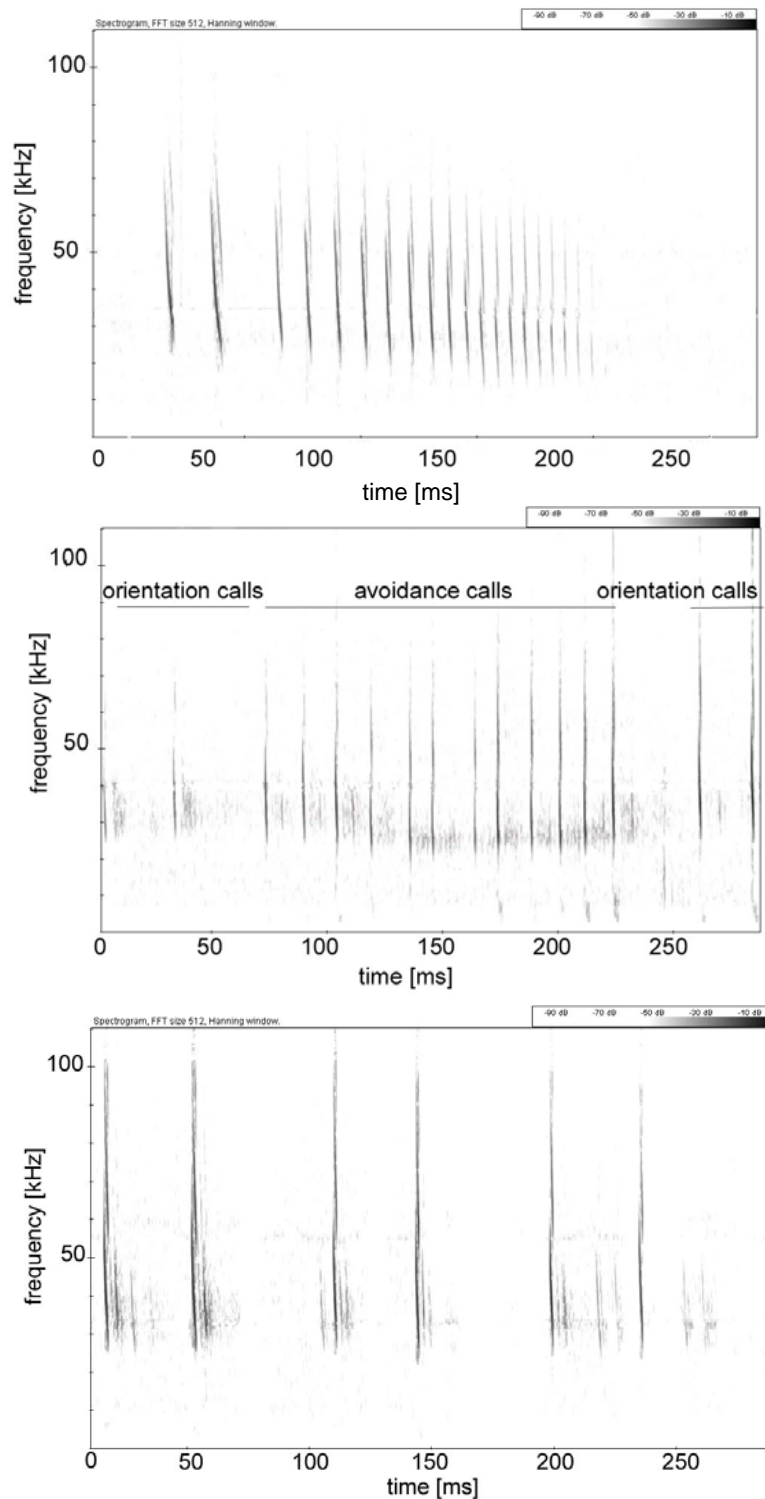 Spectrogram, FFT size 512, Hanning window.
-90 dB -70 dB -50 dB -30 dB -10 dB
100
50
frequency [kHz]
0 50 100 150 200 250
time [ms]
-90 dB -70 dB -50 dB -30 dB -10 dB
100
orientation calls avoidance calls orientation calls
50
frequency [kHz]
0 50 100 150 200 250
time [ms]
Spectrogram, FFT size 512, Hanning window.
-90 dB -70 dB -50 dB -30 dB -10 dB
100
50
frequency [kHz]
0 50 100 150 200 250
time [ms]